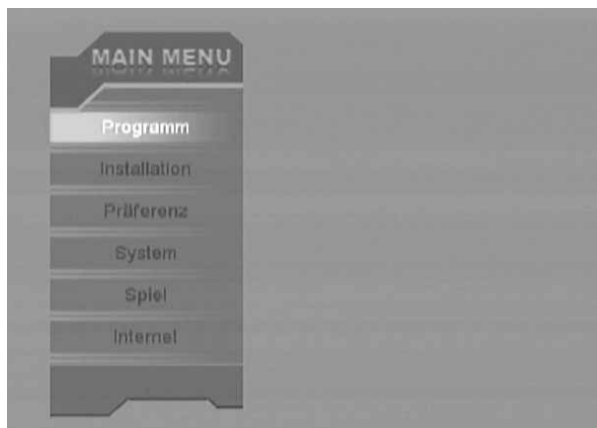 MAIN MENU
Programm
Installation
Präferenz
System
Spiel
Internet